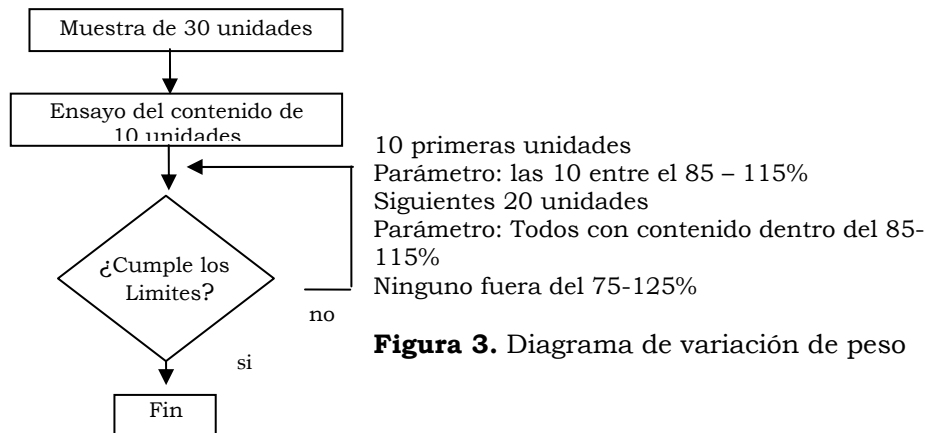 Muestra de 30 unidades
Ensayo del contenido de
10 unidades
10 primeras unidades
Parámetro: las 10 entre el 85 – 115%
Siguientes 20 unidades
Parámetro: Todos con contenido dentro del 85-
115%
Ninguno fuera del 75-125%
¿Cumple los
Limites?
no
si
Fin
Figura 3. Diagrama de variación de peso